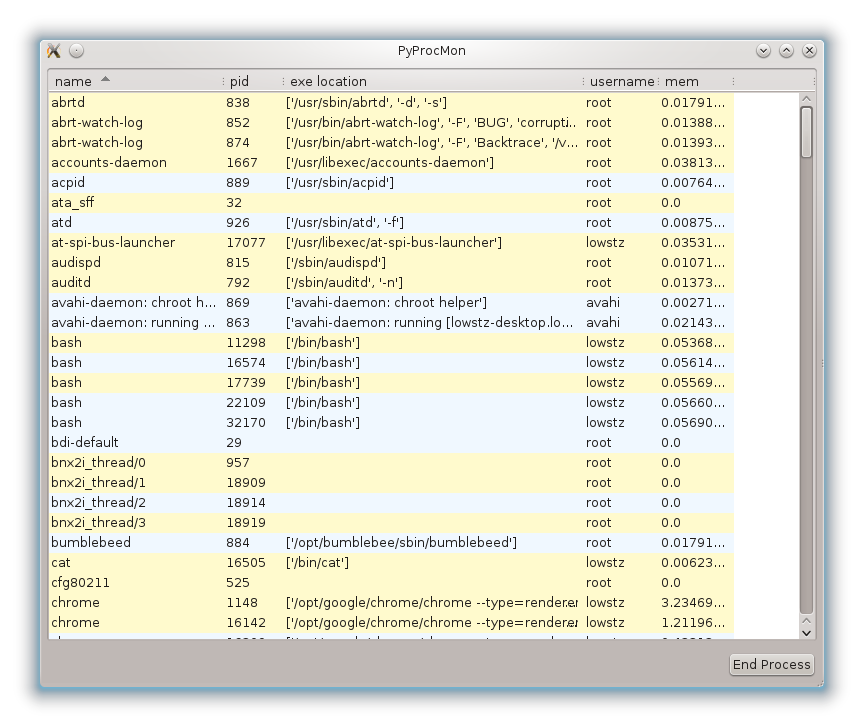 PyProcMon
name pid exe location username mem
abrtd 838 ['/usr/sbin/abrtd', '-d', '-s'] root 0.01791...
abrt-watch-log 852 ['/usr/bin/abrt-watch-log', '-F', 'BUG', 'corrupti... root 0.01388...
abrt-watch-log 874 ['/usr/bin/abrt-watch-log', '-F', 'Backtrace', '/v... root 0.01393...
accounts-daemon 1667 ['/usr/libexec/accounts-daemon'] root 0.03813...
acpid 889 ['/usr/sbin/acpid'] root 0.00764...
ata_sff 32 root 0.0
atd 926 ['/usr/sbin/atd', '-f'] root 0.00875...
at-spi-bus-launcher 17077 ['/usr/libexec/at-spi-bus-launcher'] lowstz 0.03531...
audispd 815 ['/sbin/audispd'] root 0.01071...
auditd 792 ['/sbin/auditd', '-n'] root 0.01373...
avahi-daemon: chroot h... 869 ['avahi-daemon: chroot helper'] avahi 0.00271...
avahi-daemon: running ... 863 ['avahi-daemon: running [lowstz-desktop.lo... avahi 0.02143...
bash 11298 ['/bin/bash'] lowstz 0.05368...
bash 16574 ['/bin/bash'] lowstz 0.05614...
bash 17739 ['/bin/bash'] lowstz 0.05569...
bash 22109 ['/bin/bash'] lowstz 0.05660...
bash 32170 ['/bin/bash'] lowstz 0.05690...
bdi-default 29 root 0.0
bnx2i_thread/0 957 root 0.0
bnx2i_thread/1 18909 root 0.0
bnx2i_thread/2 18914 root 0.0
bnx2i_thread/3 18919 root 0.0
bumblebeed 884 ['/opt/bumblebee/sbin/bumblebeed'] root 0.01791...
cat 16505 ['/bin/cat'] lowstz 0.00623...
cfg80211 525 root 0.0
chrome 1148 ['/opt/google/chrome/chrome --type=render... lowstz 3.23469...
chrome 16142 ['/opt/google/chrome/chrome --type=render... lowstz 1.21196...
End Process